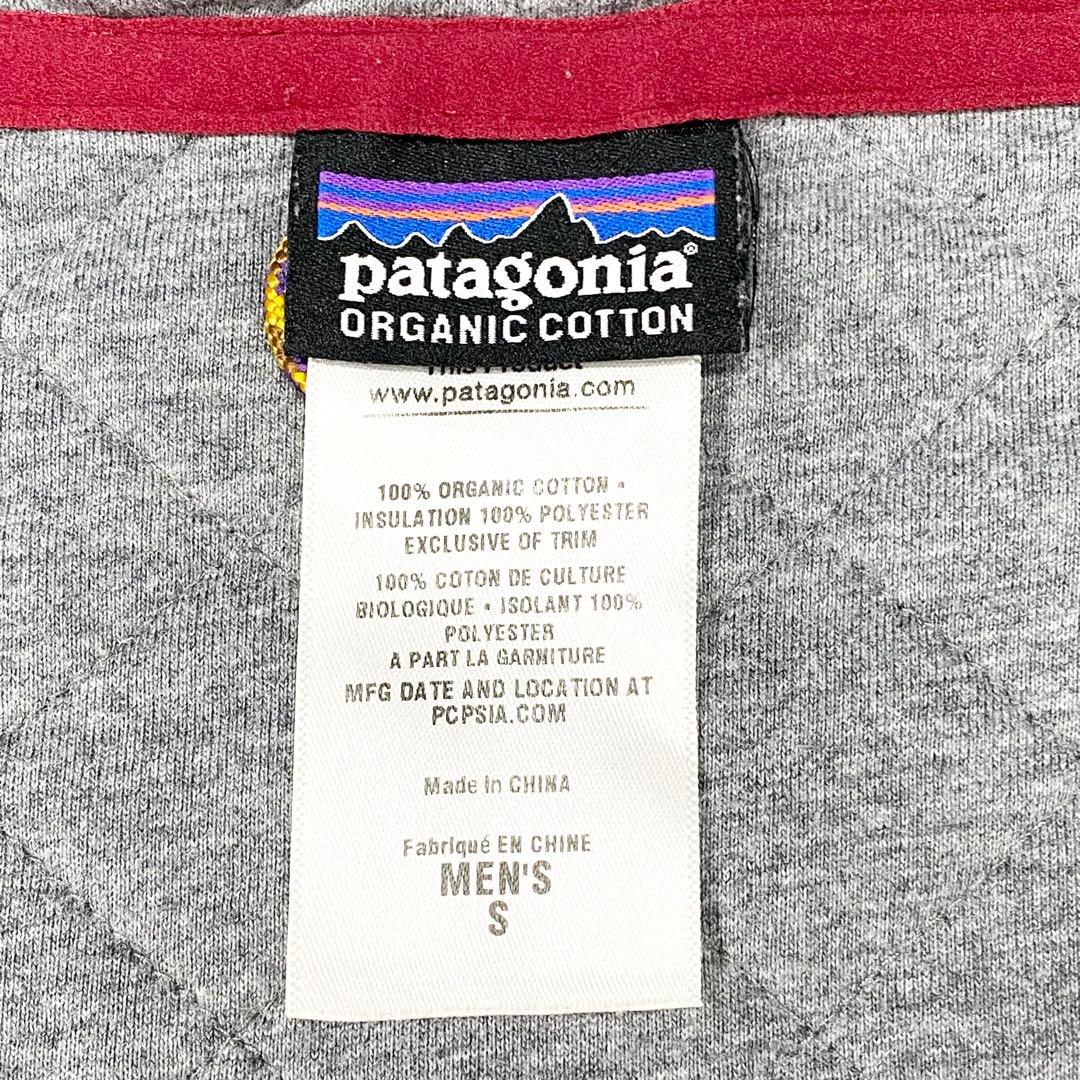 patagonia®
ORGANIC COTTON
This Product
www.patagonia.com
100% ORGANIC COTTON •
INSULATION 100% POLYESTER
EXCLUSIVE OF TRIM
100% COTON DE CULTURE
BIOLOGIQUE • ISOLANT 100%
POLYESTER
A PART LA GARNITURE
MFG DATE AND LOCATION AT
PCPSIA.COM
Made in CHINA
Fabriqué EN CHINE
MEN'S
S